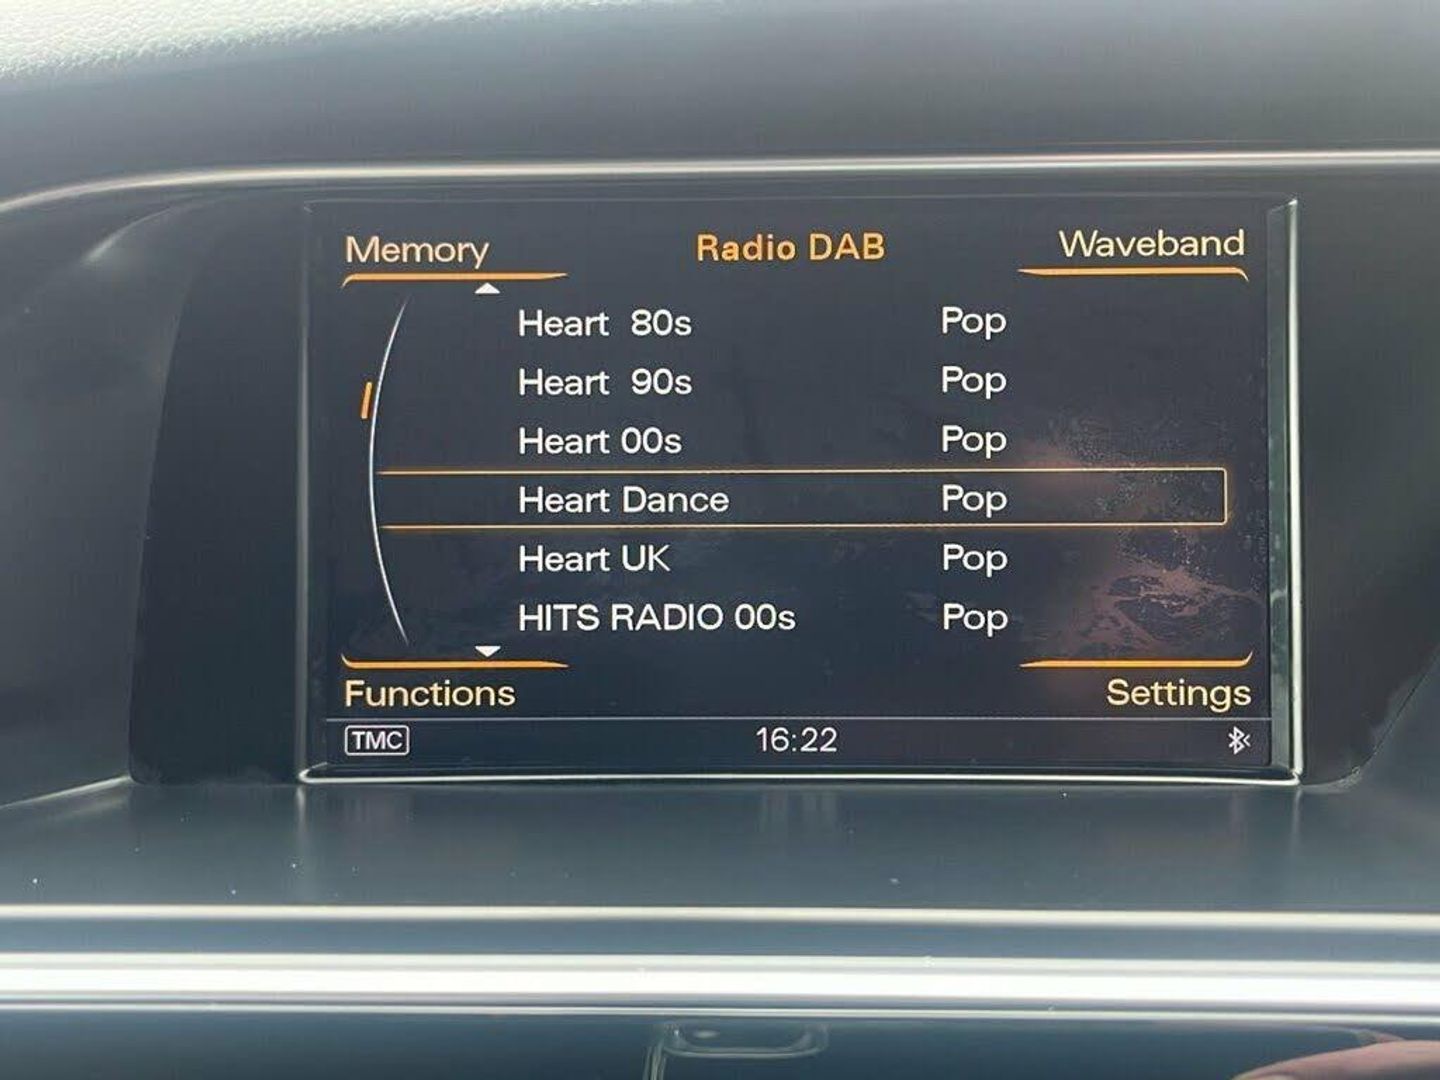 Memory Radio DAB Waveband
Heart 80s Pop
Heart 90s Pop
Heart 00s Pop
Heart Dance Pop
Heart UK Pop
HITS RADIO 00s Pop
Functions Settings
TMC 16:22